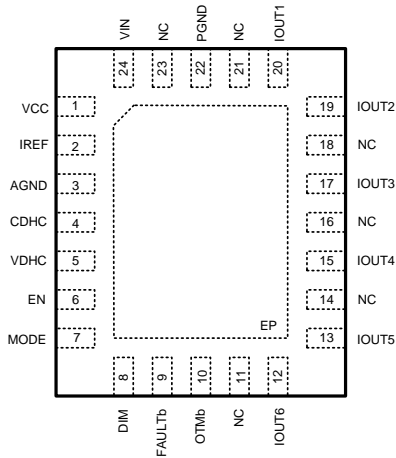 VIN
NC
PGND
NC
IOUT1
24
23
22
21
20
VCC 1
IREF 2
AGND 3
CDHC 4
VDHC 5
EN 6
MODE 7
19 IOUT2
18 NC
17 IOUT3
16 NC
15 IOUT4
14 NC
13 IOUT5
EP
8
9
10
11
12
DIM
FAULTb
OTMb
NC
IOUT6